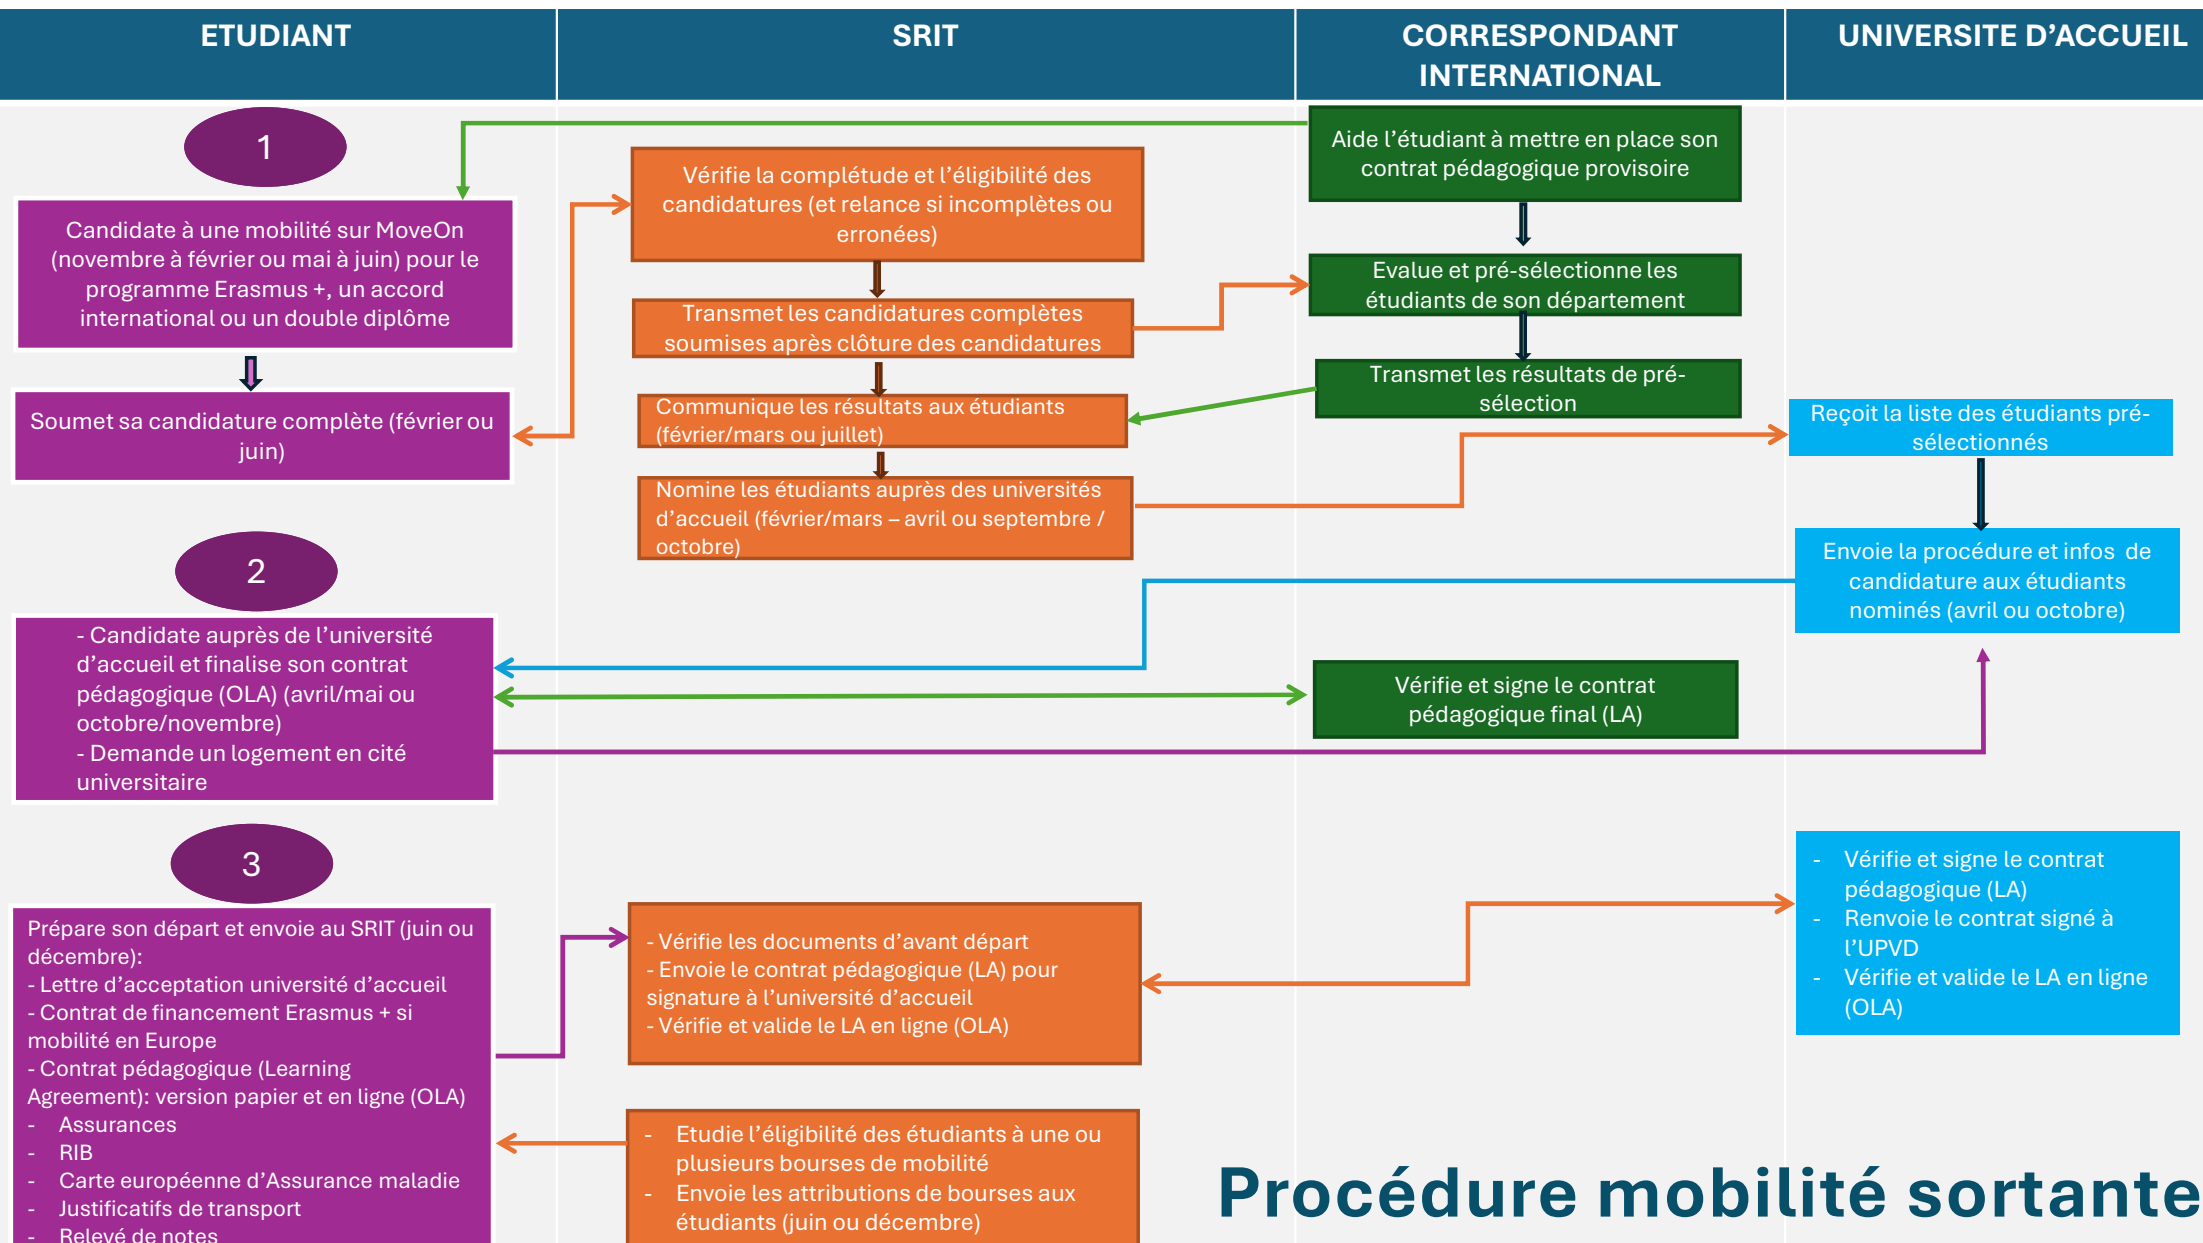 ETUDIANT
SRIT
CORRESPONDANT
INTERNATIONAL
UNIVERSITE D’ACCUEIL
1
Candidate à une mobilité sur MoveOn
(novembre à février ou mai à juin) pour le
programme Erasmus +, un accord
international ou un double diplôme
Soumet sa candidature complète (février ou
juin)
Vérifie la complétude et l’éligibilité des
candidatures (et relance si incomplètes ou
erronées)
Transmet les candidatures complètes
soumises après clôture des candidatures
Communique les résultats aux étudiants
(février/mars ou juillet)
Nomine les étudiants auprès des universités
d’accueil (février/mars – avril ou septembre /
octobre)
Aide l’étudiant à mettre en place son
contrat pédagogique provisoire
Evalue et pré-sélectionne les
étudiants de son département
Transmet les résultats de pré-
sélection
Reçoit la liste des étudiants pré-
sélectionnés
Envoie la procédure et infos de
candidature aux étudiants
nominés (avril ou octobre)
2
- Candidate auprès de l’université
d’accueil et finalise son contrat
pédagogique (OLA) (avril/mai ou
octobre/novembre)
- Demande un logement en cité
universitaire
Vérifie et signe le contrat
pédagogique final (LA)
3
Prépare son départ et envoie au SRIT (juin ou
décembre):
- Lettre d’acceptation université d’accueil
- Contrat de financement Erasmus + si
mobilité en Europe
- Contrat pédagogique (Learning
Agreement): version papier et en ligne (OLA)
- Assurances
- RIB
- Carte européenne d’Assurance maladie
- Justificatifs de transport
- Relevé de notes
- Vérifie les documents d’avant départ
- Envoie le contrat pédagogique (LA) pour
signature à l’université d’accueil
- Vérifie et valide le LA en ligne (OLA)
- Etudie l’éligibilité des étudiants à une ou
plusieurs bourses de mobilité
- Envoie les attributions de bourses aux
étudiants (juin ou décembre)
- Vérifie et signe le contrat
pédagogique (LA)
- Renvoie le contrat signé à
l’UPVD
- Vérifie et valide le LA en ligne
(OLA)
Procédure mobilité sortante